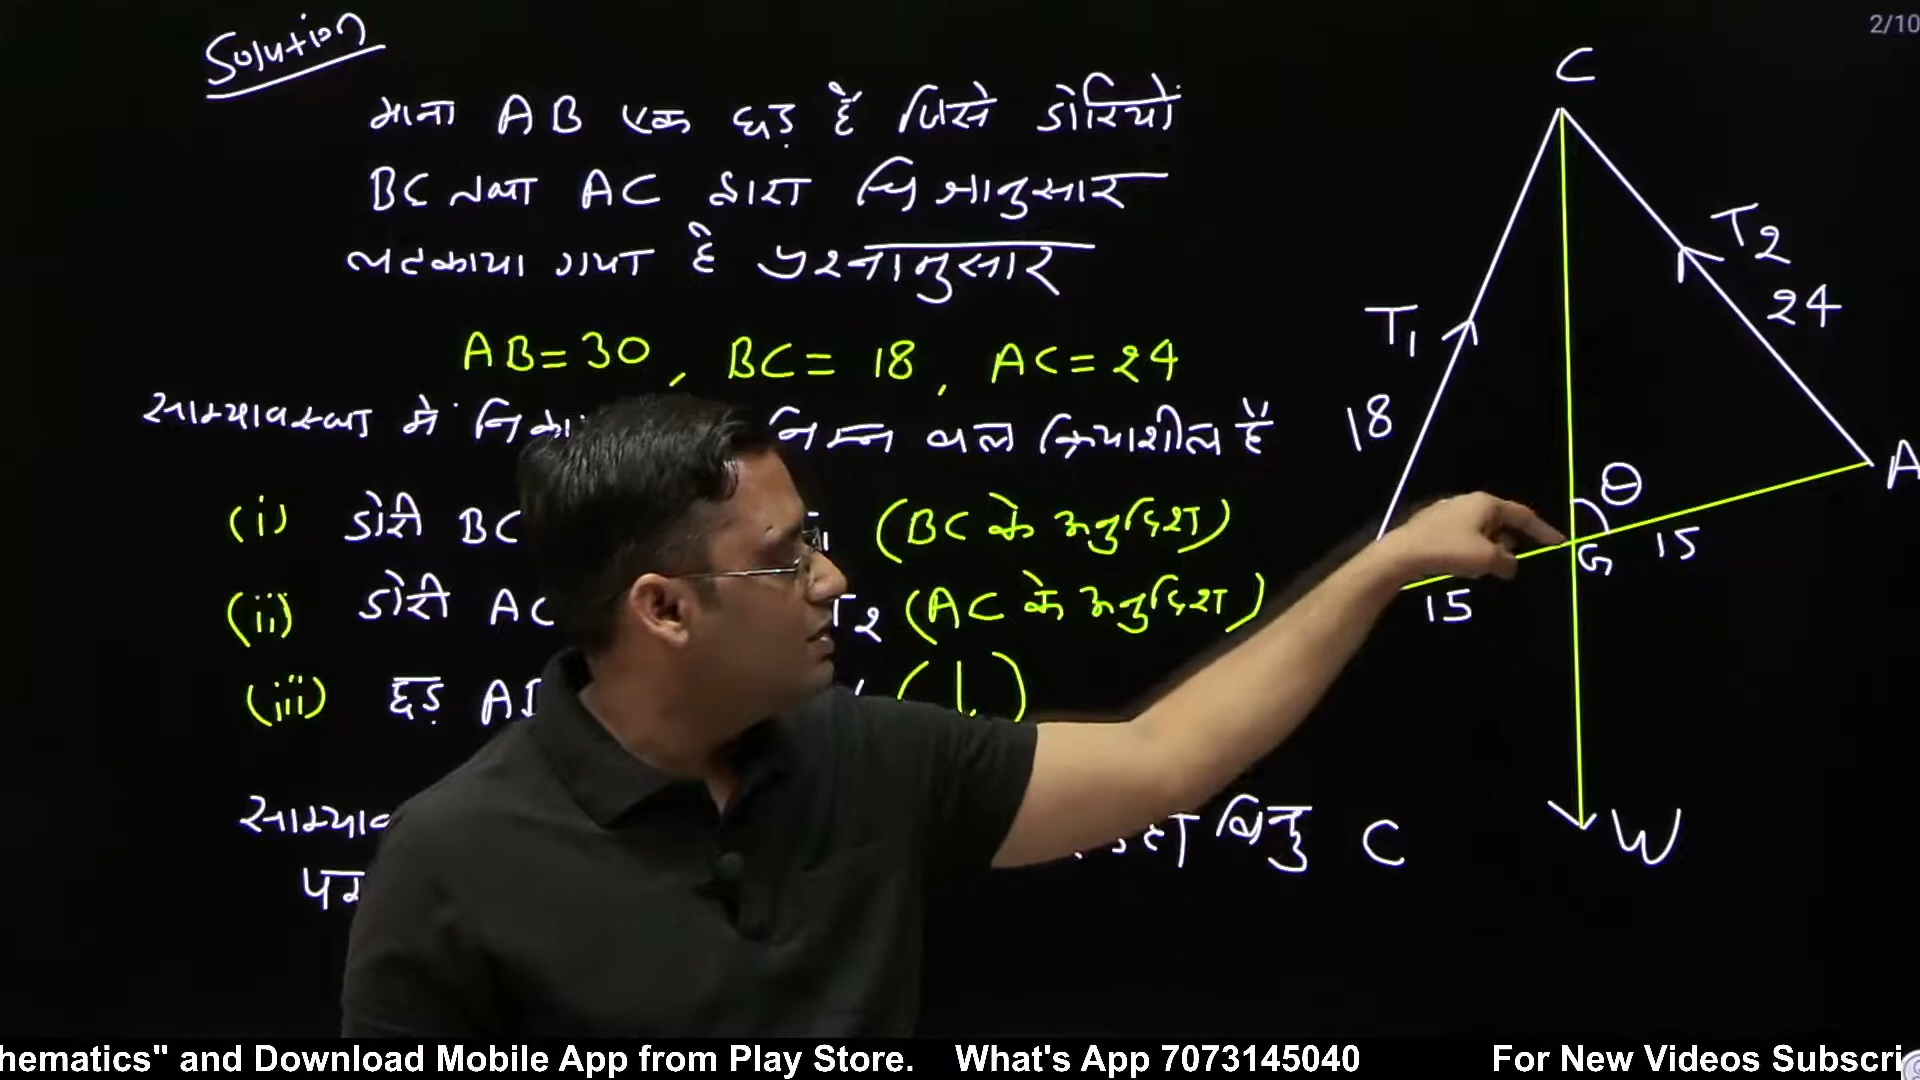 Solution
2/10
माना AB एक छड़ है जिसे डोरियों
BC तथा AC द्वारा चित्रानुसार
लटकाया गया है प्रश्नानुसार
AB = 30 , BC = 18 , AC = 24
साम्यावस्था में निकाय निम्न बल क्रियाशील है
(i) डोरी BC (BC के अनुदिश)
(ii) डोरी AC T2 (AC के अनुदिश)
(iii) छड़ AB
बिन्दु C
C
T1
T2
24
18
A
θ
G
15
15
W
hematics" and Download Mobile App from Play Store. What's App 7073145040 For New Videos Subscri